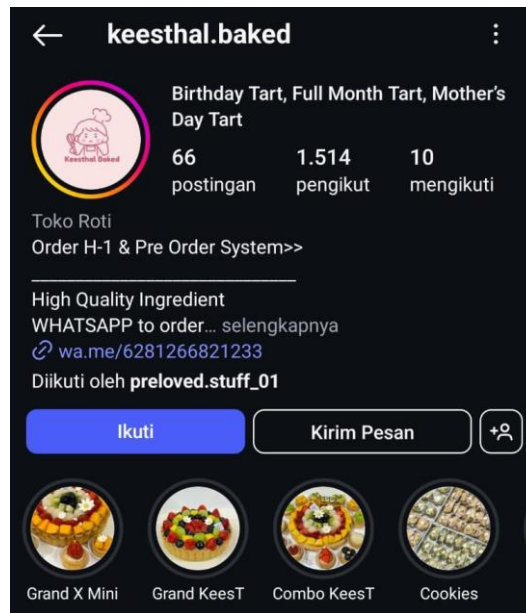 keesthal.baked
Keesthal Baked
Birthday Tart, Full Month Tart, Mother's
Day Tart
66 1.514 10
postingan pengikut mengikuti
Toko Roti
Order H-1 & Pre Order System>>
High Quality Ingredient
WHATSAPP to order... selengkapnya
wa.me/6281266821233
Diikuti oleh preloved.stuff_01
Ikuti Kirim Pesan
Grand X Mini Grand KeesT Combo KeesT Cookies